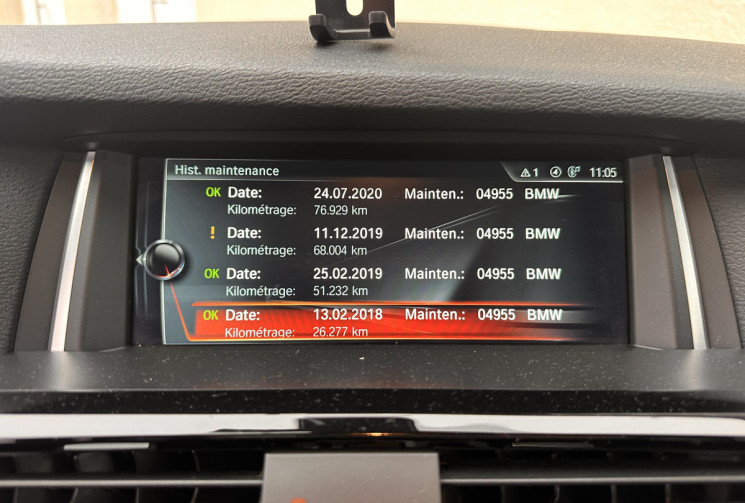 Hist. maintenance 1 11:05
OK Date: 24.07.2020 Mainten.: 04955 BMW
Kilométrage: 76.929 km
! Date: 11.12.2019 Mainten.: 04955 BMW
Kilométrage: 68.004 km
OK Date: 25.02.2019 Mainten.: 04955 BMW
Kilométrage: 51.232 km
OK Date: 13.02.2018 Mainten.: 04955 BMW
Kilométrage: 26.277 km